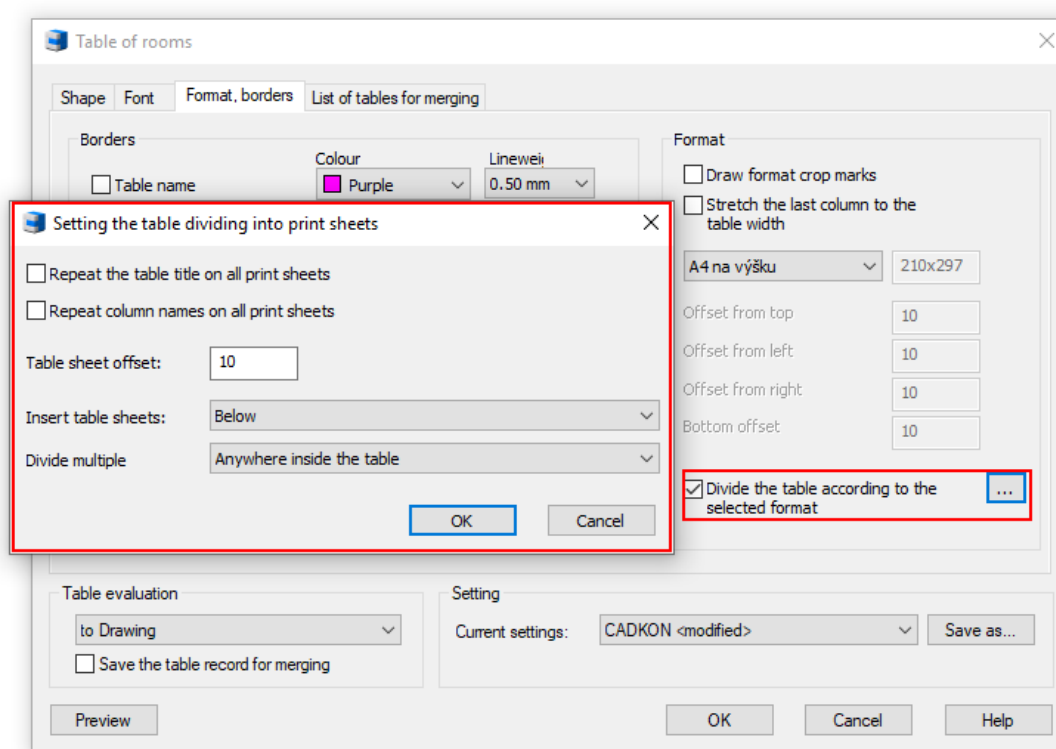 Table of rooms
Shape Font Format, borders List of tables for merging
Borders
Colour Linewei
Table name Purple 0.50 mm
Setting the table dividing into print sheets
Repeat the table title on all print sheets
Repeat column names on all print sheets
Table sheet offset: 10
Insert table sheets: Below
Divide multiple Anywhere inside the table
OK Cancel
Format
Draw format crop marks
Stretch the last column to the
table width
A4 na výšku 210x297
Offset from top 10
Offset from left 10
Offset from right 10
Bottom offset 10
Divide the table according to the ...
selected format
Table evaluation
to Drawing
Save the table record for merging
Setting
Current settings: CADKON <modified> Save as...
Preview OK Cancel Help